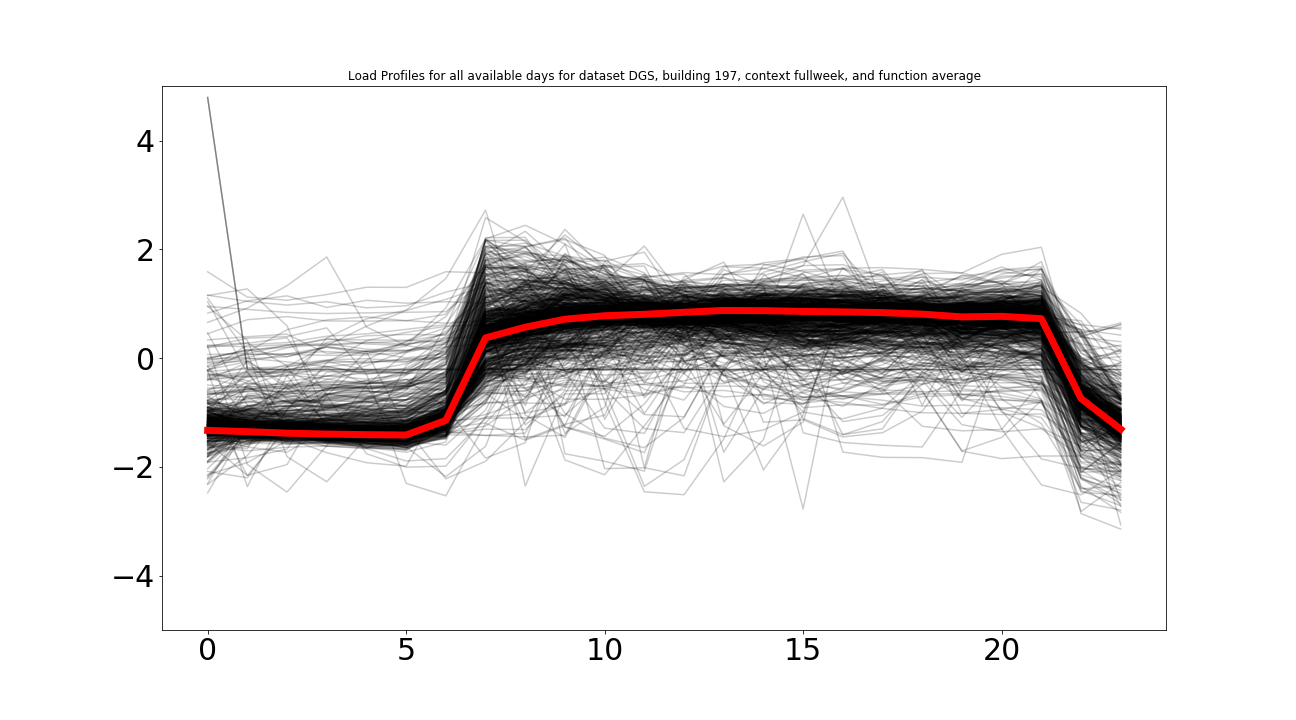 Load Profiles for all available days for dataset DGS, building 197, context fullweek, and function average
4
2
0
−2
−4
0 5 10 15 20